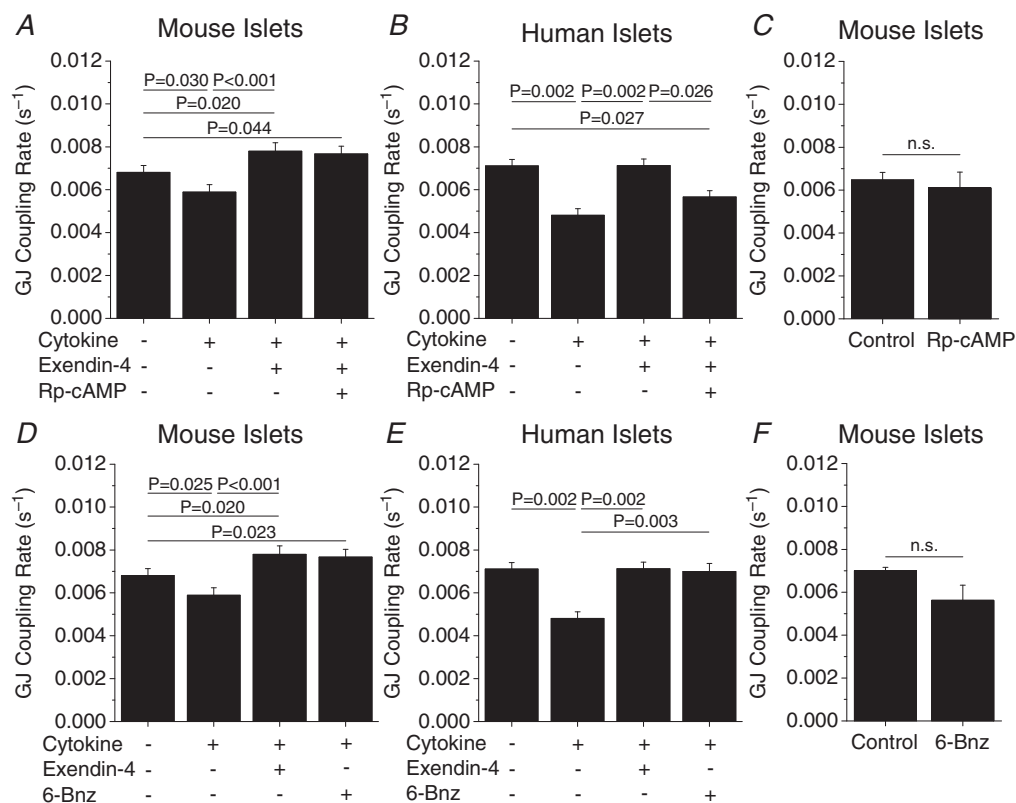 A Mouse Islets
GJ Coupling Rate (s⁻¹)
0.012
0.010
0.008
0.006
0.004
0.002
0.000
P=0.030 P<0.001
P=0.020
P=0.044
Cytokine - + + +
Exendin-4 - - + +
Rp-cAMP - - - +
B Human Islets
GJ Coupling Rate (s⁻¹)
0.012
0.010
0.008
0.006
0.004
0.002
0.000
P=0.002 P=0.002 P=0.026
P=0.027
Cytokine - + + +
Exendin-4 - - + +
Rp-cAMP - - - +
C Mouse Islets
GJ Coupling Rate (s⁻¹)
0.012
0.010
0.008
0.006
0.004
0.002
0.000
n.s.
Control Rp-cAMP
D Mouse Islets
GJ Coupling Rate (s⁻¹)
0.012
0.010
0.008
0.006
0.004
0.002
0.000
P=0.025 P<0.001
P=0.020
P=0.023
Cytokine - + + +
Exendin-4 - - + -
6-Bnz - - - +
E Human Islets
GJ Coupling Rate (s⁻¹)
0.012
0.010
0.008
0.006
0.004
0.002
0.000
P=0.002 P=0.002
P=0.003
Cytokine - + + +
Exendin-4 - - + -
6-Bnz - - - +
F Mouse Islets
GJ Coupling Rate (s⁻¹)
0.012
0.010
0.008
0.006
0.004
0.002
0.000
n.s.
Control 6-Bnz